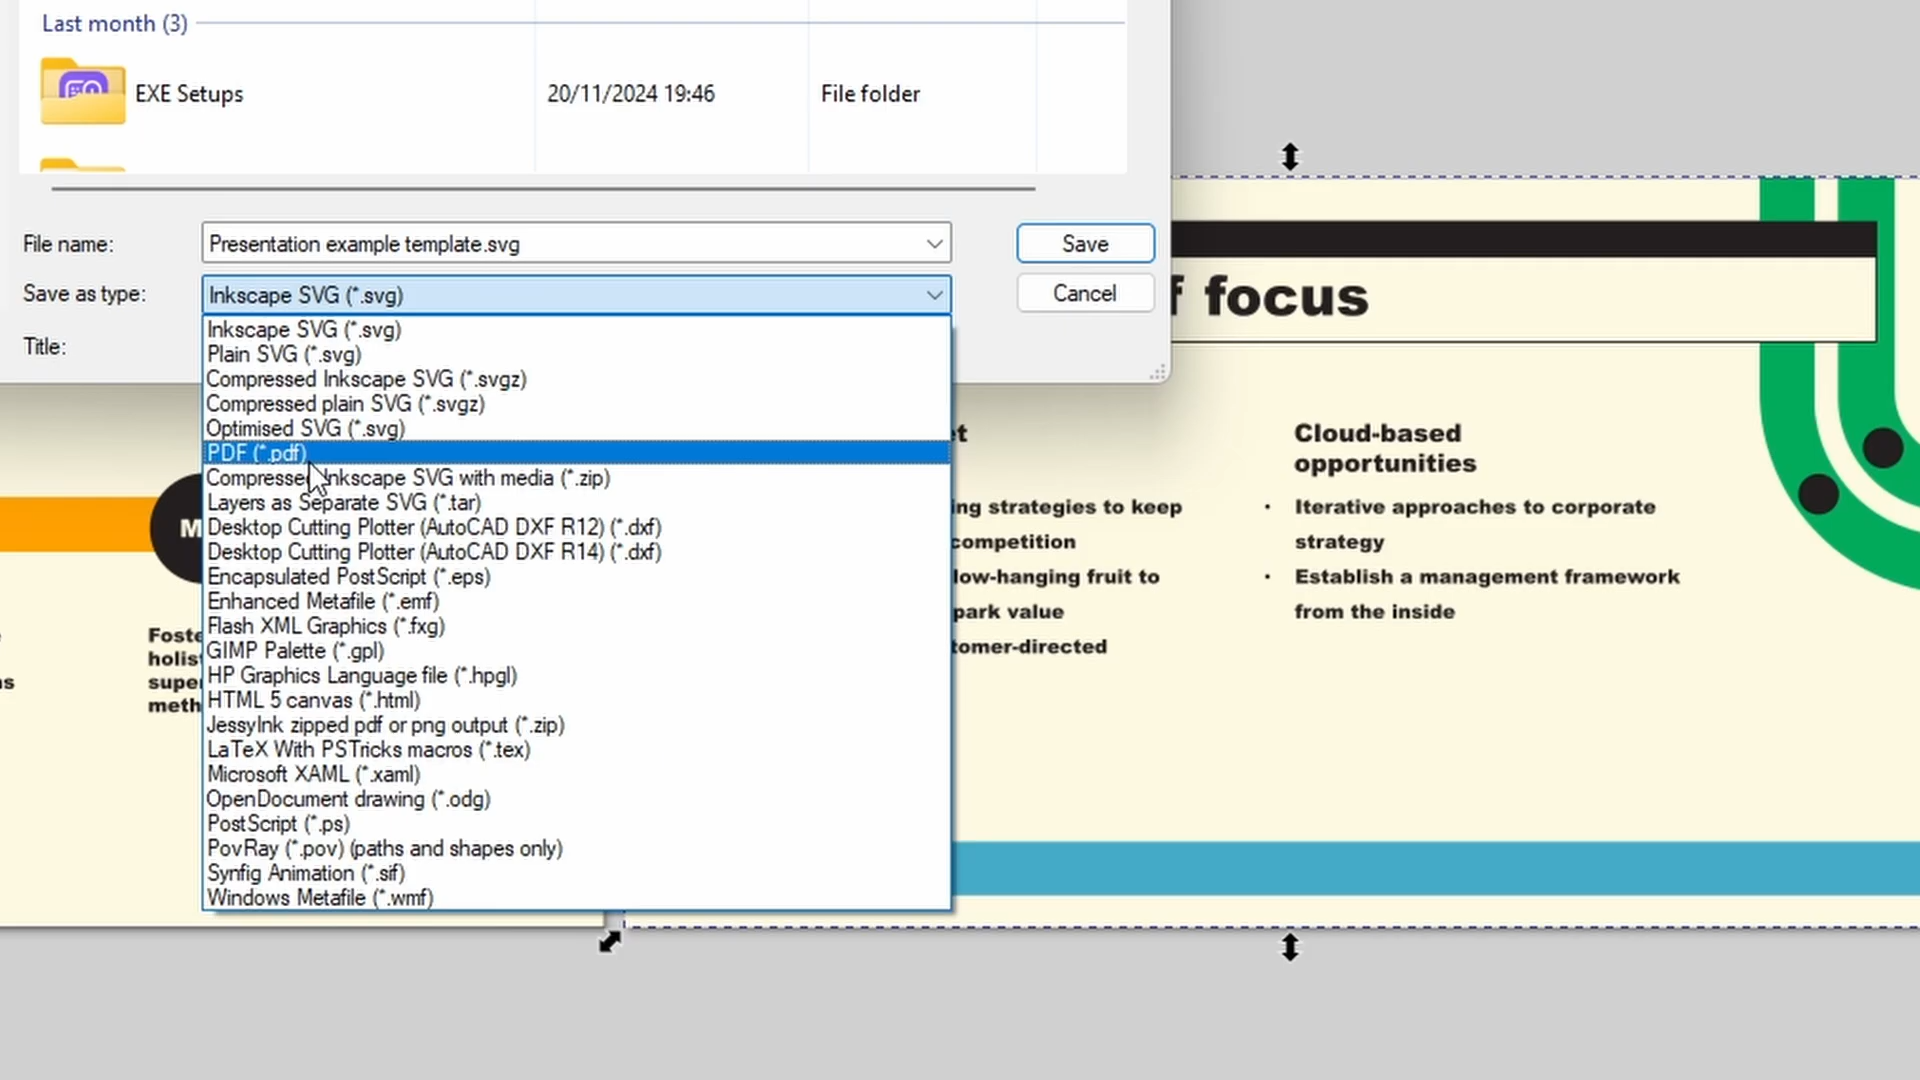 Last month (3)
EXE Setups
20/11/2024 19:46
File folder
File name:
Presentation example template.svg
Save
Save as type:
Inkscape SVG (*.svg)
Cancel
Title:
Inkscape SVG (*.svg)
Plain SVG (*.svg)
Compressed Inkscape SVG (*.svgz)
Compressed plain SVG (*.svgz)
Optimised SVG (*.svg)
PDF (*.pdf)
Compressed Inkscape SVG with media (*.zip)
Layers as Separate SVG (*.tar)
Desktop Cutting Plotter (AutoCAD DXF R12) (*.dxf)
Desktop Cutting Plotter (AutoCAD DXF R14) (*.dxf)
Encapsulated PostScript (*.eps)
Enhanced Metafile (*.emf)
Flash XML Graphics (*.fxg)
GIMP Palette (*.gpl)
HP Graphics Language file (*.hpgl)
HTML 5 canvas (*.html)
JessyInk zipped pdf or png output (*.zip)
LaTeX With PSTricks macros (*.tex)
Microsoft XAML (*.xaml)
OpenDocument drawing (*.odg)
PostScript (*.ps)
PovRay (*.pov) (paths and shapes only)
Synfig Animation (*.sif)
Windows Metafile (*.wmf)
M
Foste
holis
supe
meth
f focus
et
ing strategies to keep
competition
low-hanging fruit to
park value
tomer-directed
Cloud-based
opportunities
• Iterative approaches to corporate
strategy
• Establish a management framework
from the inside